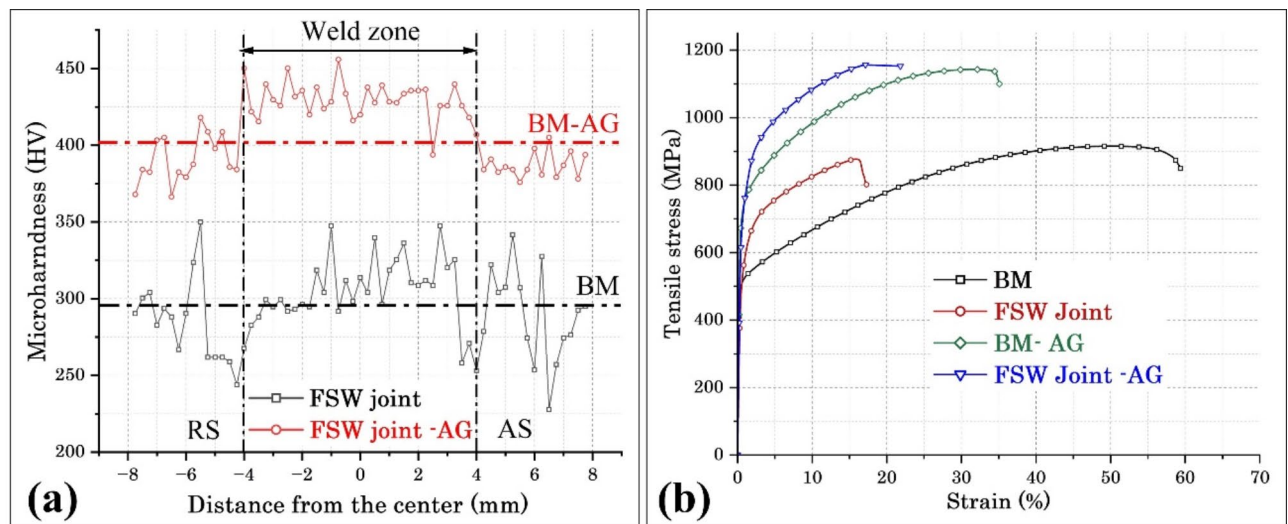 Weld zone
450
400
350
300
250
200
BM-AG
BM
FSW joint
FSW joint -AG
RS
AS
−8
−6
−4
−2
0
2
4
6
8
Microharndness (HV)
Distance from the center (mm)
(a)
1200
1000
800
600
400
200
0
BM
FSW Joint
BM- AG
FSW Joint -AG
0
10
20
30
40
50
60
70
Tensile stress (MPa)
Strain (%)
(b)